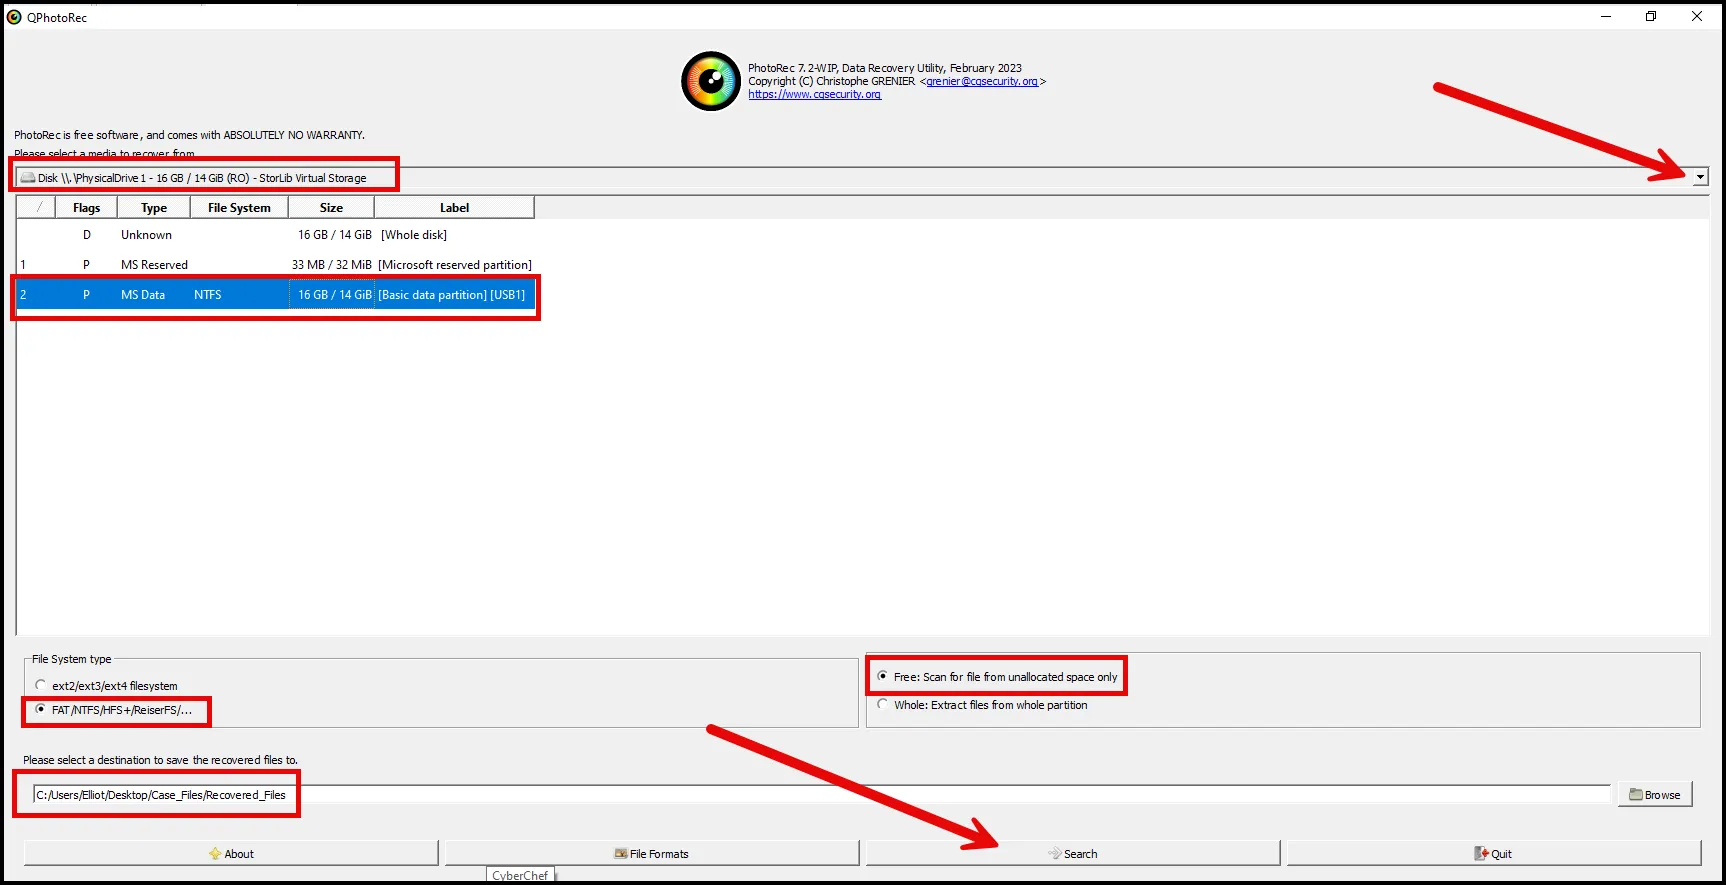 QPhotoRec
PhotoRec 7.2-WIP, Data Recovery Utility, February 2023
Copyright (C) Christophe GRENIER <grenier@cgsecurity.org>
https://www.cgsecurity.org
PhotoRec is free software, and comes with ABSOLUTELY NO WARRANTY.
Please select a media to recover from
Disk \\.\PhysicalDrive1 - 16 GB / 14 GiB (RO) - StorLib Virtual Storage
/ Flags Type File System Size Label
D Unknown 16 GB / 14 GiB [Whole disk]
1 P MS Reserved 33 MB / 32 MiB [Microsoft reserved partition]
2 P MS Data NTFS 16 GB / 14 GiB [Basic data partition] [USB1]
File System type
ext2/ext3/ext4 filesystem
FAT/NTFS/HFS+/ReiserFS/...
Free: Scan for file from unallocated space only
Whole: Extract files from whole partition
Please select a destination to save the recovered files to.
C:/Users/Elliot/Desktop/Case_Files/Recovered_Files
Browse
About File Formats Search Quit
CyberChef